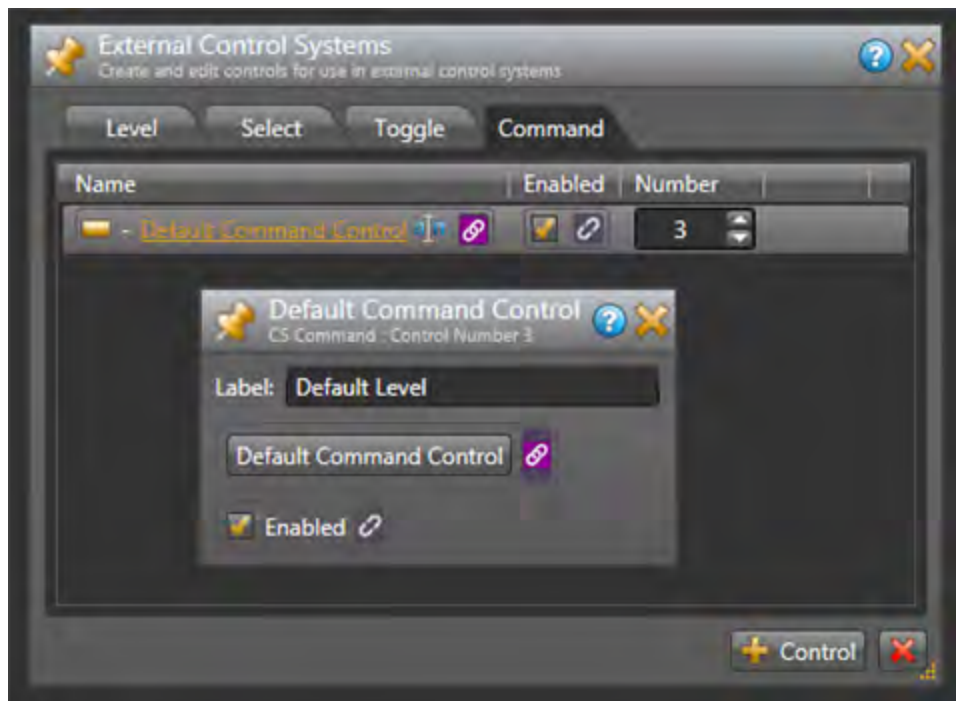 External Control Systems
Create and edit controls for use in external control systems
Level Select Toggle Command
Name Enabled Number
- Default Command Control 3
Default Command Control
CS Command : Control Number 3
Label: Default Level
Default Command Control
Enabled
Control